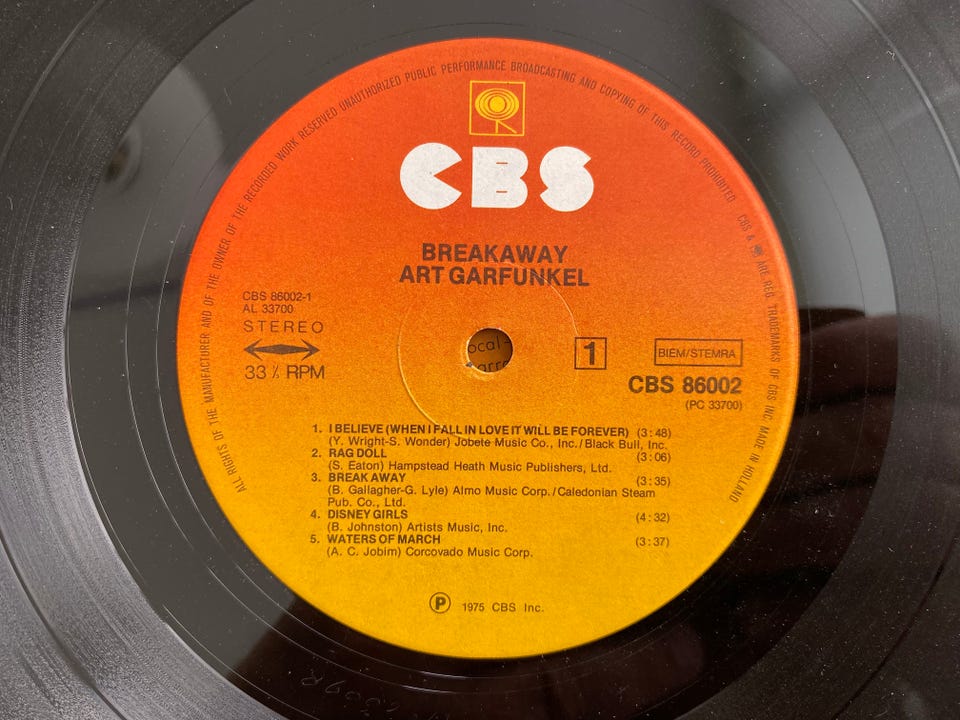 ALL RIGHTS OF THE MANUFACTURER AND OF THE OWNER OF THE RECORDED WORK RESERVED UNAUTHORIZED PUBLIC PERFORMANCE BROADCASTING AND COPYING OF THIS RECORD PROHIBITED CBS & ARE REG. TRADEMARKS OF CBS INC. MADE IN HOLLAND
CBS
BREAKAWAY
ART GARFUNKEL
CBS 86002-1
AL 33700
STEREO
33⅓ RPM
ocal-
1
BIEM/STEMRA
CBS 86002
(PC 33700)
1. I BELIEVE (WHEN I FALL IN LOVE IT WILL BE FOREVER) (3:48)
(Y. Wright-S. Wonder) Jobete Music Co., Inc./Black Bull, Inc.
2. RAG DOLL (3:06)
(S. Eaton) Hampstead Heath Music Publishers, Ltd.
3. BREAK AWAY (3:35)
(B. Gallagher-G. Lyle) Almo Music Corp./Caledonian Steam
Pub. Co., Ltd.
4. DISNEY GIRLS (4:32)
(B. Johnston) Artists Music, Inc.
5. WATERS OF MARCH (3:37)
(A. C. Jobim) Corcovado Music Corp.
℗ 1975 CBS Inc.